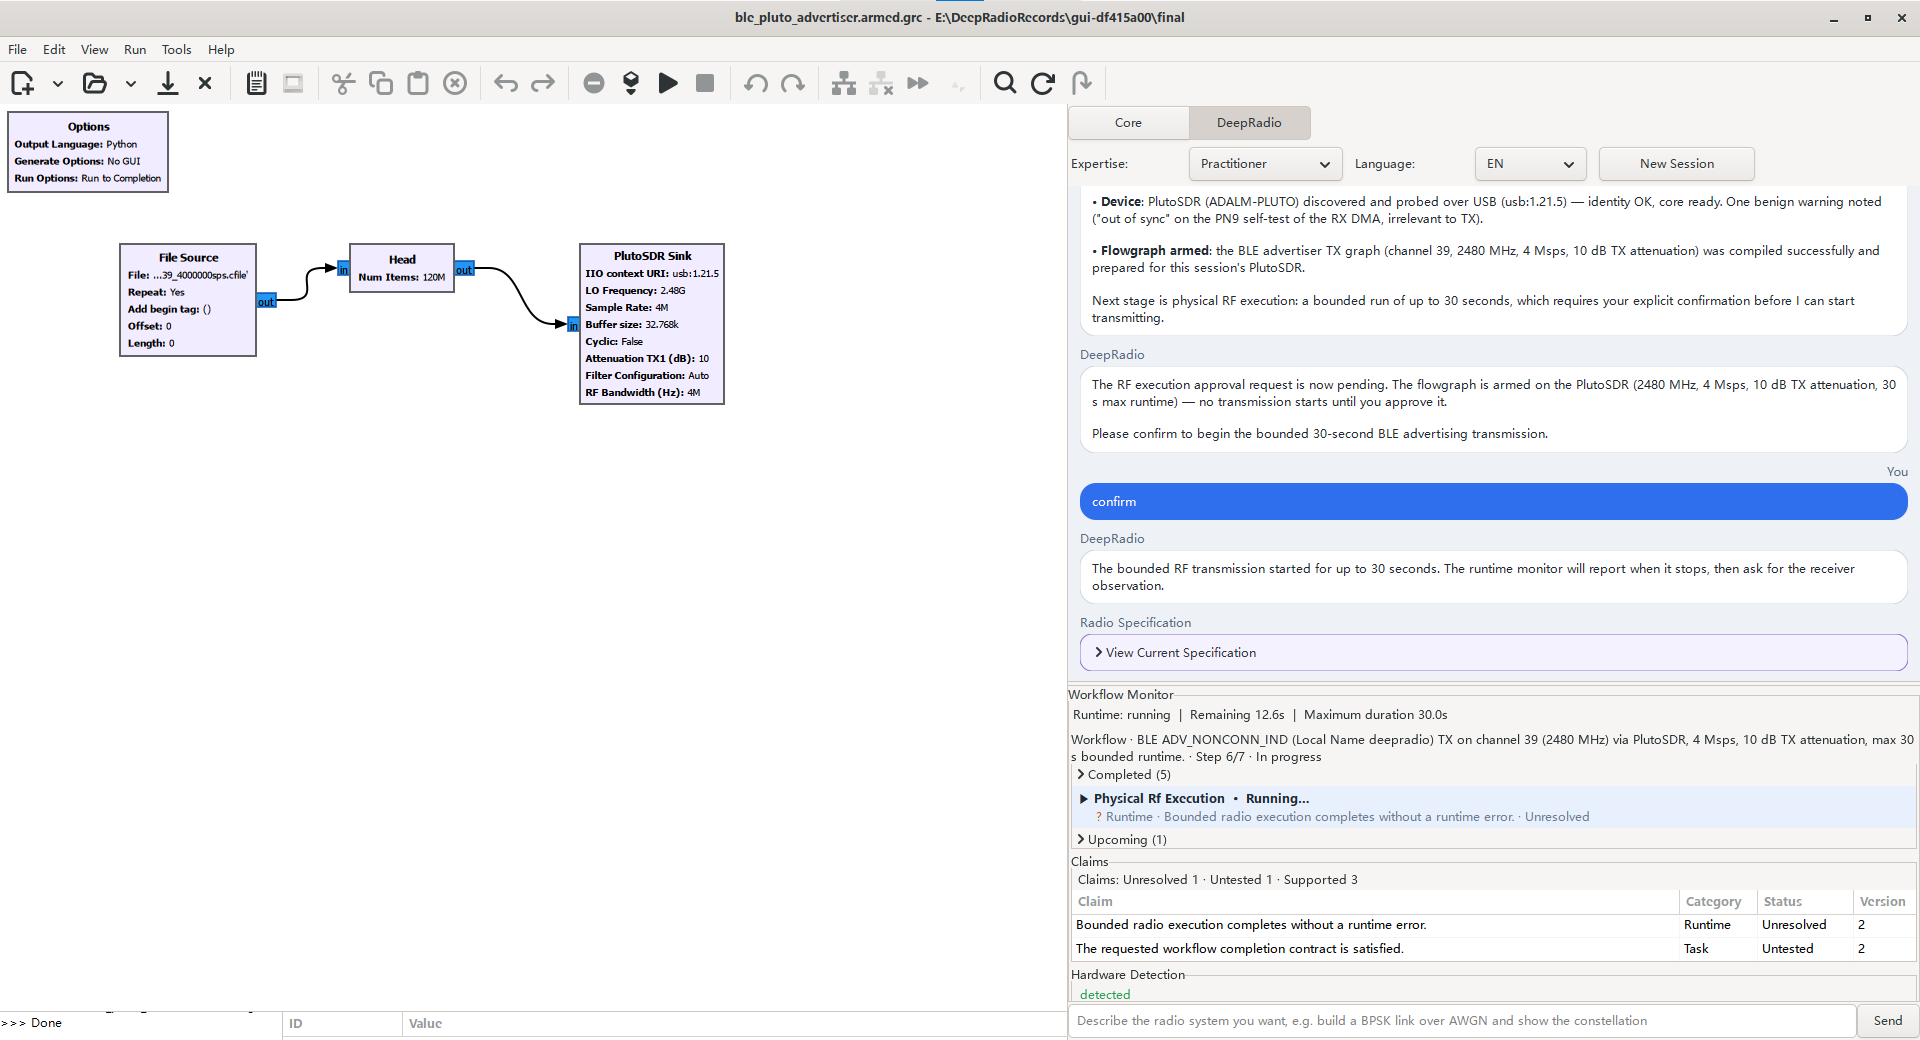 ble_pluto_advertiser.armed.grc - E:\DeepRadioRecords\gui-df415a00\final
File Edit View Run Tools Help
Options
Output Language: Python
Generate Options: No GUI
Run Options: Run to Completion
File Source
File: ...39_4000000sps.cfile'
Repeat: Yes
Add begin tag: ()
Offset: 0
Length: 0
out
in
Head
Num Items: 120M
out
in
PlutoSDR Sink
IIO context URI: usb:1.21.5
LO Frequency: 2.48G
Sample Rate: 4M
Buffer size: 32.768k
Cyclic: False
Attenuation TX1 (dB): 10
Filter Configuration: Auto
RF Bandwidth (Hz): 4M
>>> Done
ID Value
Core DeepRadio
Expertise: Practitioner Language: EN New Session
• Device: PlutoSDR (ADALM-PLUTO) discovered and probed over USB (usb:1.21.5) — identity OK, core ready. One benign warning noted
("out of sync" on the PN9 self-test of the RX DMA, irrelevant to TX).
• Flowgraph armed: the BLE advertiser TX graph (channel 39, 2480 MHz, 4 Msps, 10 dB TX attenuation) was compiled successfully and
prepared for this session's PlutoSDR.
Next stage is physical RF execution: a bounded run of up to 30 seconds, which requires your explicit confirmation before I can start
transmitting.
DeepRadio
The RF execution approval request is now pending. The flowgraph is armed on the PlutoSDR (2480 MHz, 4 Msps, 10 dB TX attenuation, 30
s max runtime) — no transmission starts until you approve it.
Please confirm to begin the bounded 30-second BLE advertising transmission.
You
confirm
DeepRadio
The bounded RF transmission started for up to 30 seconds. The runtime monitor will report when it stops, then ask for the receiver
observation.
Radio Specification
View Current Specification
Workflow Monitor
Runtime: running | Remaining 12.6s | Maximum duration 30.0s
Workflow · BLE ADV_NONCONN_IND (Local Name deepradio) TX on channel 39 (2480 MHz) via PlutoSDR, 4 Msps, 10 dB TX attenuation, max 30
s bounded runtime. · Step 6/7 · In progress
Completed (5)
Physical Rf Execution • Running...
? Runtime · Bounded radio execution completes without a runtime error. · Unresolved
Upcoming (1)
Claims
Claims: Unresolved 1 · Untested 1 · Supported 3
Claim Category Status Version
Bounded radio execution completes without a runtime error. Runtime Unresolved 2
The requested workflow completion contract is satisfied. Task Untested 2
Hardware Detection
detected
Describe the radio system you want, e.g. build a BPSK link over AWGN and show the constellation Send